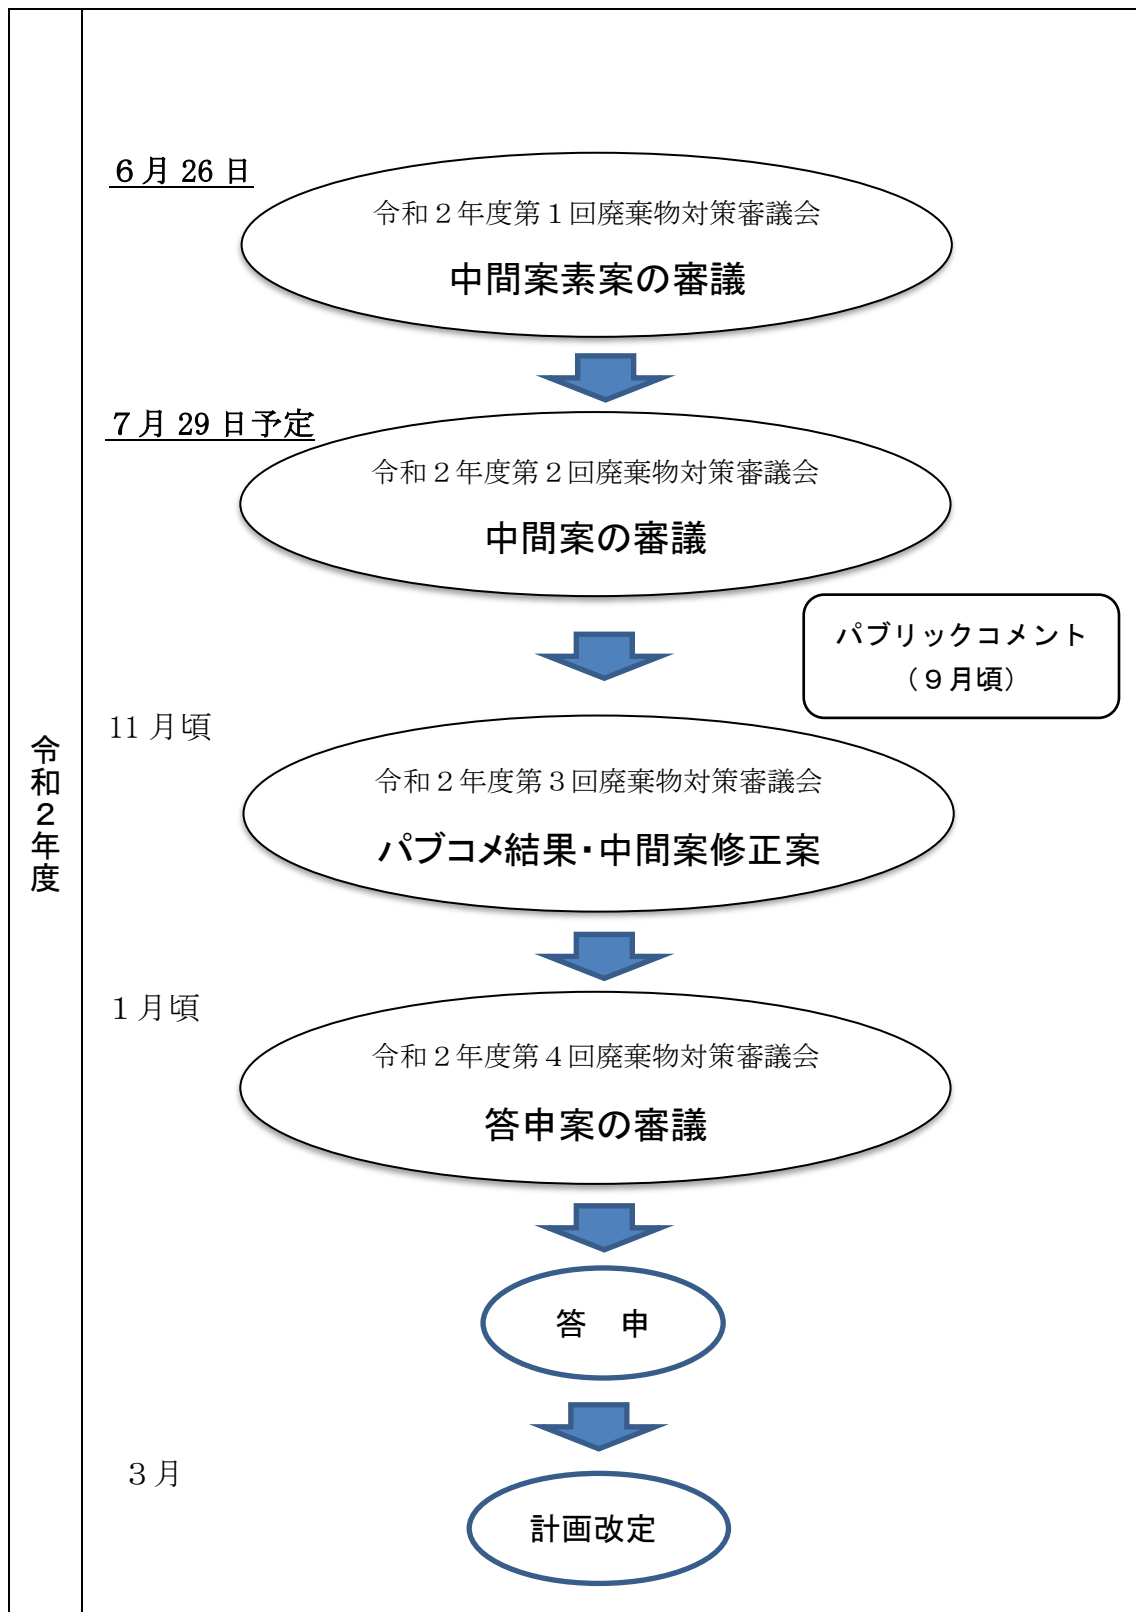 令和２年度
６月 26 日
令和２年度第１回廃棄物対策審議会
中間案素案の審議
７月 29 日予定
令和２年度第２回廃棄物対策審議会
中間案の審議
パブリックコメント
（９月頃）
11 月頃
令和２年度第３回廃棄物対策審議会
パブコメ結果・中間案修正案
１月頃
令和２年度第４回廃棄物対策審議会
答申案の審議
答　申
３月
計画改定